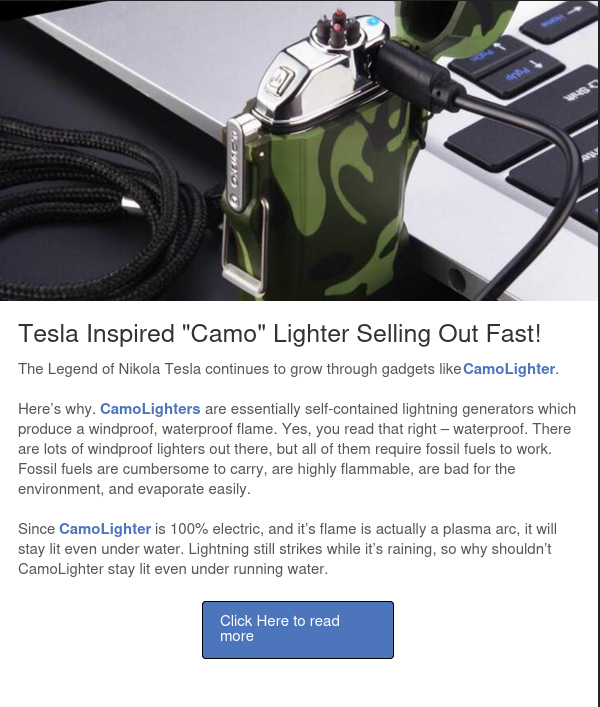 Home
PgDn
PgUp
Shift
Tesla Inspired "Camo" Lighter Selling Out Fast!
The Legend of Nikola Tesla continues to grow through gadgets like CamoLighter.
Here's why. CamoLighters are essentially self-contained lightning generators which
produce a windproof, waterproof flame. Yes, you read that right – waterproof. There
are lots of windproof lighters out there, but all of them require fossil fuels to work.
Fossil fuels are cumbersome to carry, are highly flammable, are bad for the
environment, and evaporate easily.
Since CamoLighter is 100% electric, and it's flame is actually a plasma arc, it will
stay lit even under water. Lightning still strikes while it's raining, so why shouldn't
CamoLighter stay lit even under running water.
Click Here to read
more